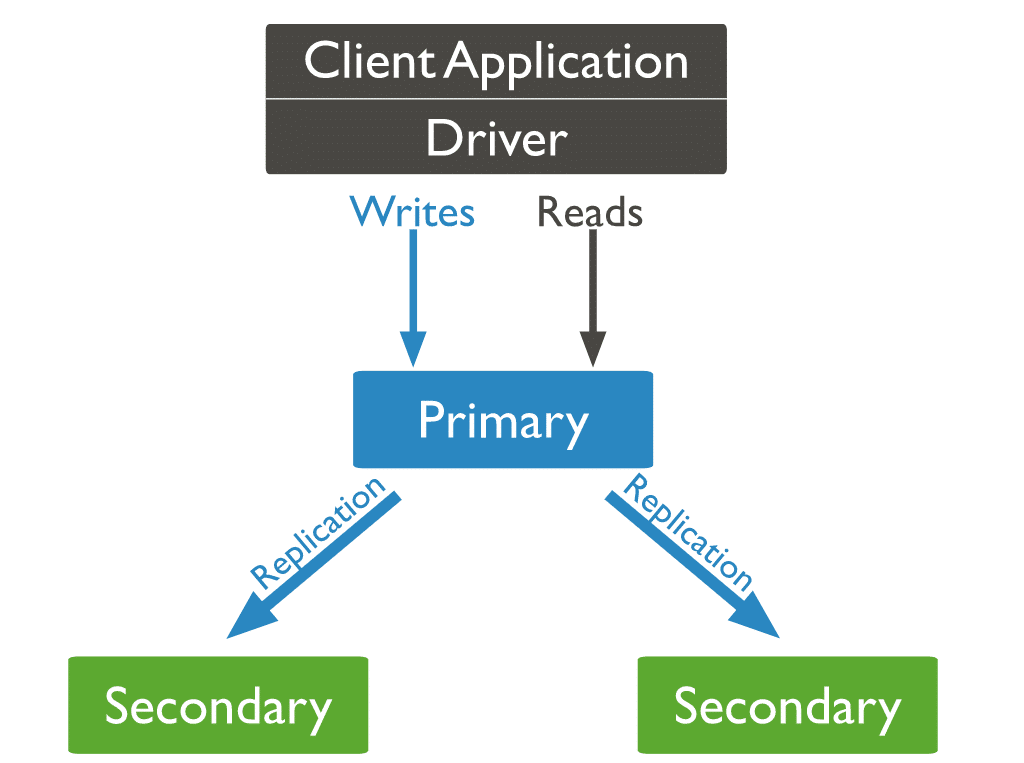 Client Application
Driver
Writes
Reads
Primary
Replication
Replication
Secondary
Secondary